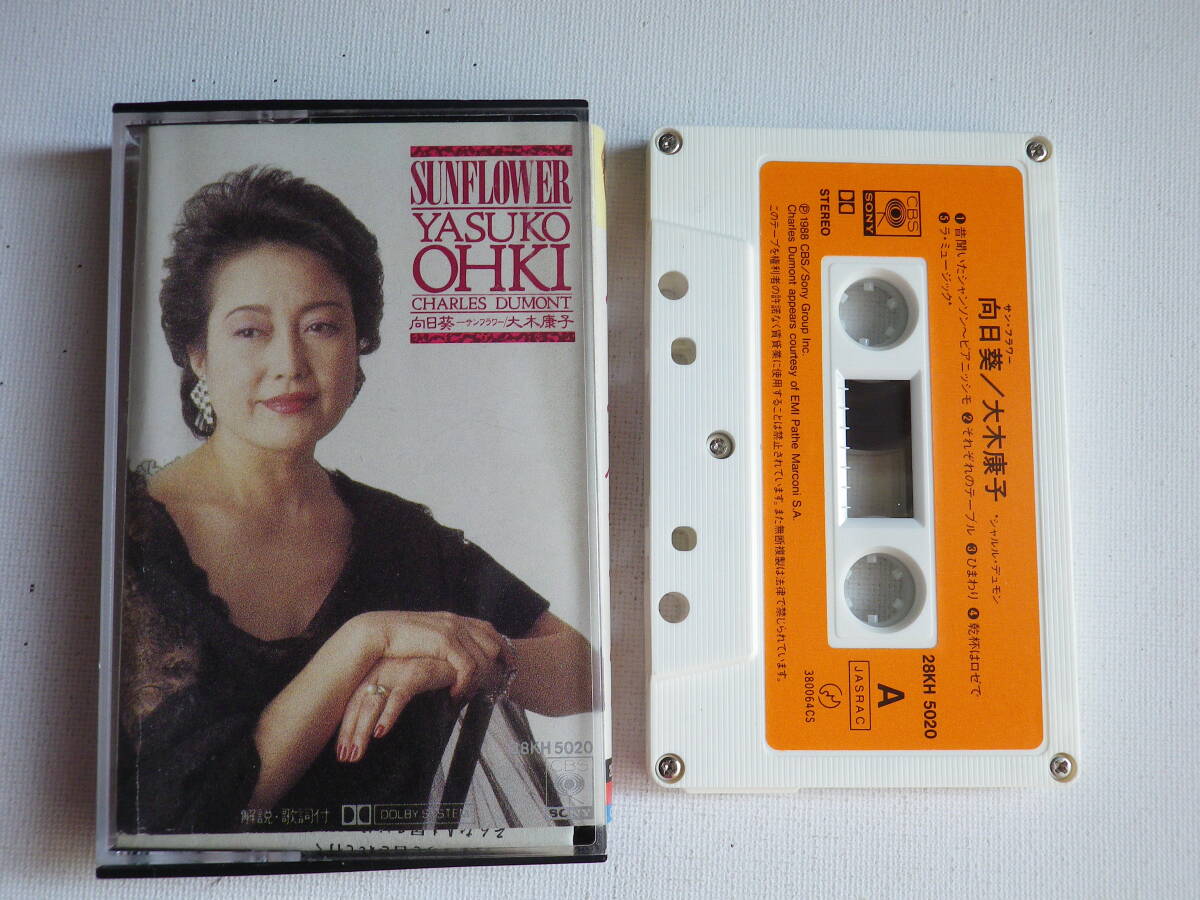 SUNFLOWER
YASUKO
OHKI
CHARLES DUMONT
向日葵—サンフラワー/大木康子
28KH 5020
CBS
SONY
解説・歌詞付 DOLBY SYSTEM
サン・フラワー
向日葵/大木康子 *シャルル・デュモン
❶昔聞いたシャンソン〜ピアニッシモ ❷それぞれのテーブル ❸ひまわり ❹乾杯はロゼで
❺ラ・ミュージック*
CBS
SONY
STEREO
28KH 5020
A
JASRAC
380064CS
℗1988 CBS/Sony Group Inc.
Charles Dumont appears courtesy of EMI Pathe Marconi S.A.
このテープを権利者の許諾なく賃貸業に使用することは禁止されています。また無断複製は法律で禁じられています。